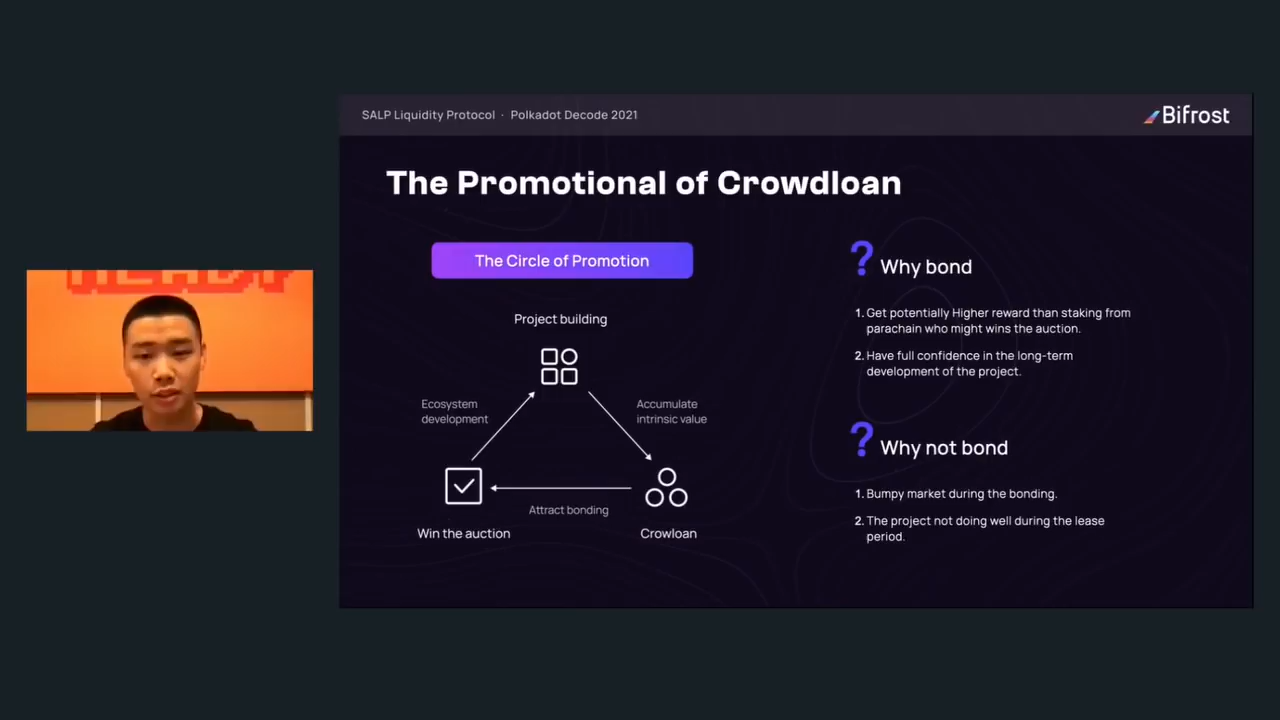 SALP Liquidity Protocol · Polkadot Decode 2021
Bifrost
The Promotional of Crowdloan
The Circle of Promotion
Project building
Ecosystem
development
Accumulate
intrinsic value
Attract bonding
Win the auction
Crowloan
? Why bond
1. Get potentially Higher reward than staking from
parachain who might wins the auction.
2. Have full confidence in the long-term
development of the project.
? Why not bond
1. Bumpy market during the bonding.
2. The project not doing well during the lease
period.